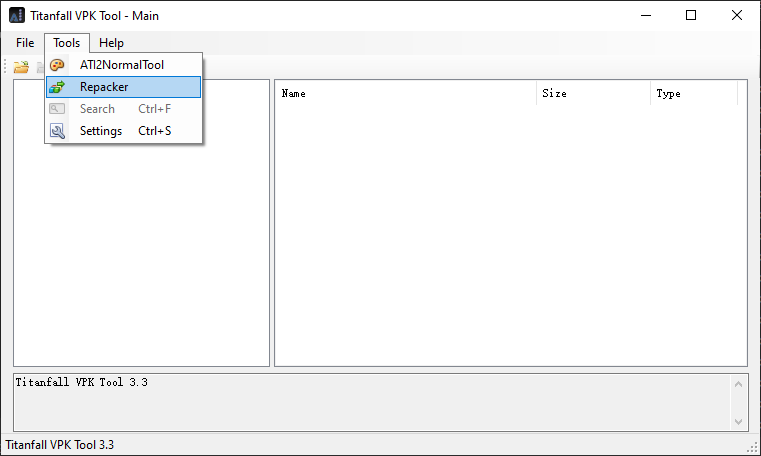 Titanfall VPK Tool - Main
File Tools Help
ATI2NormalTool
Repacker
Search Ctrl+F
Settings Ctrl+S
Name Size Type
Titanfall VPK Tool 3.3
Titanfall VPK Tool 3.3